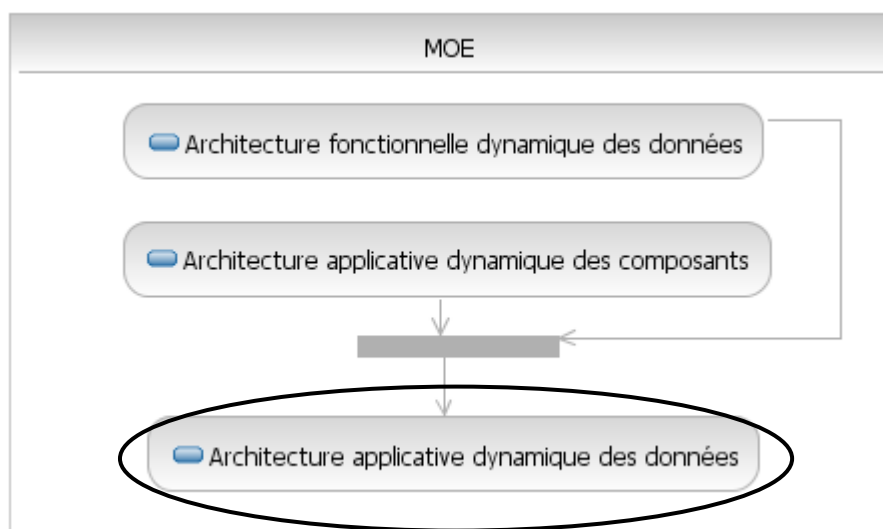 MOE
Architecture fonctionnelle dynamique des données
Architecture applicative dynamique des composants
Architecture applicative dynamique des données